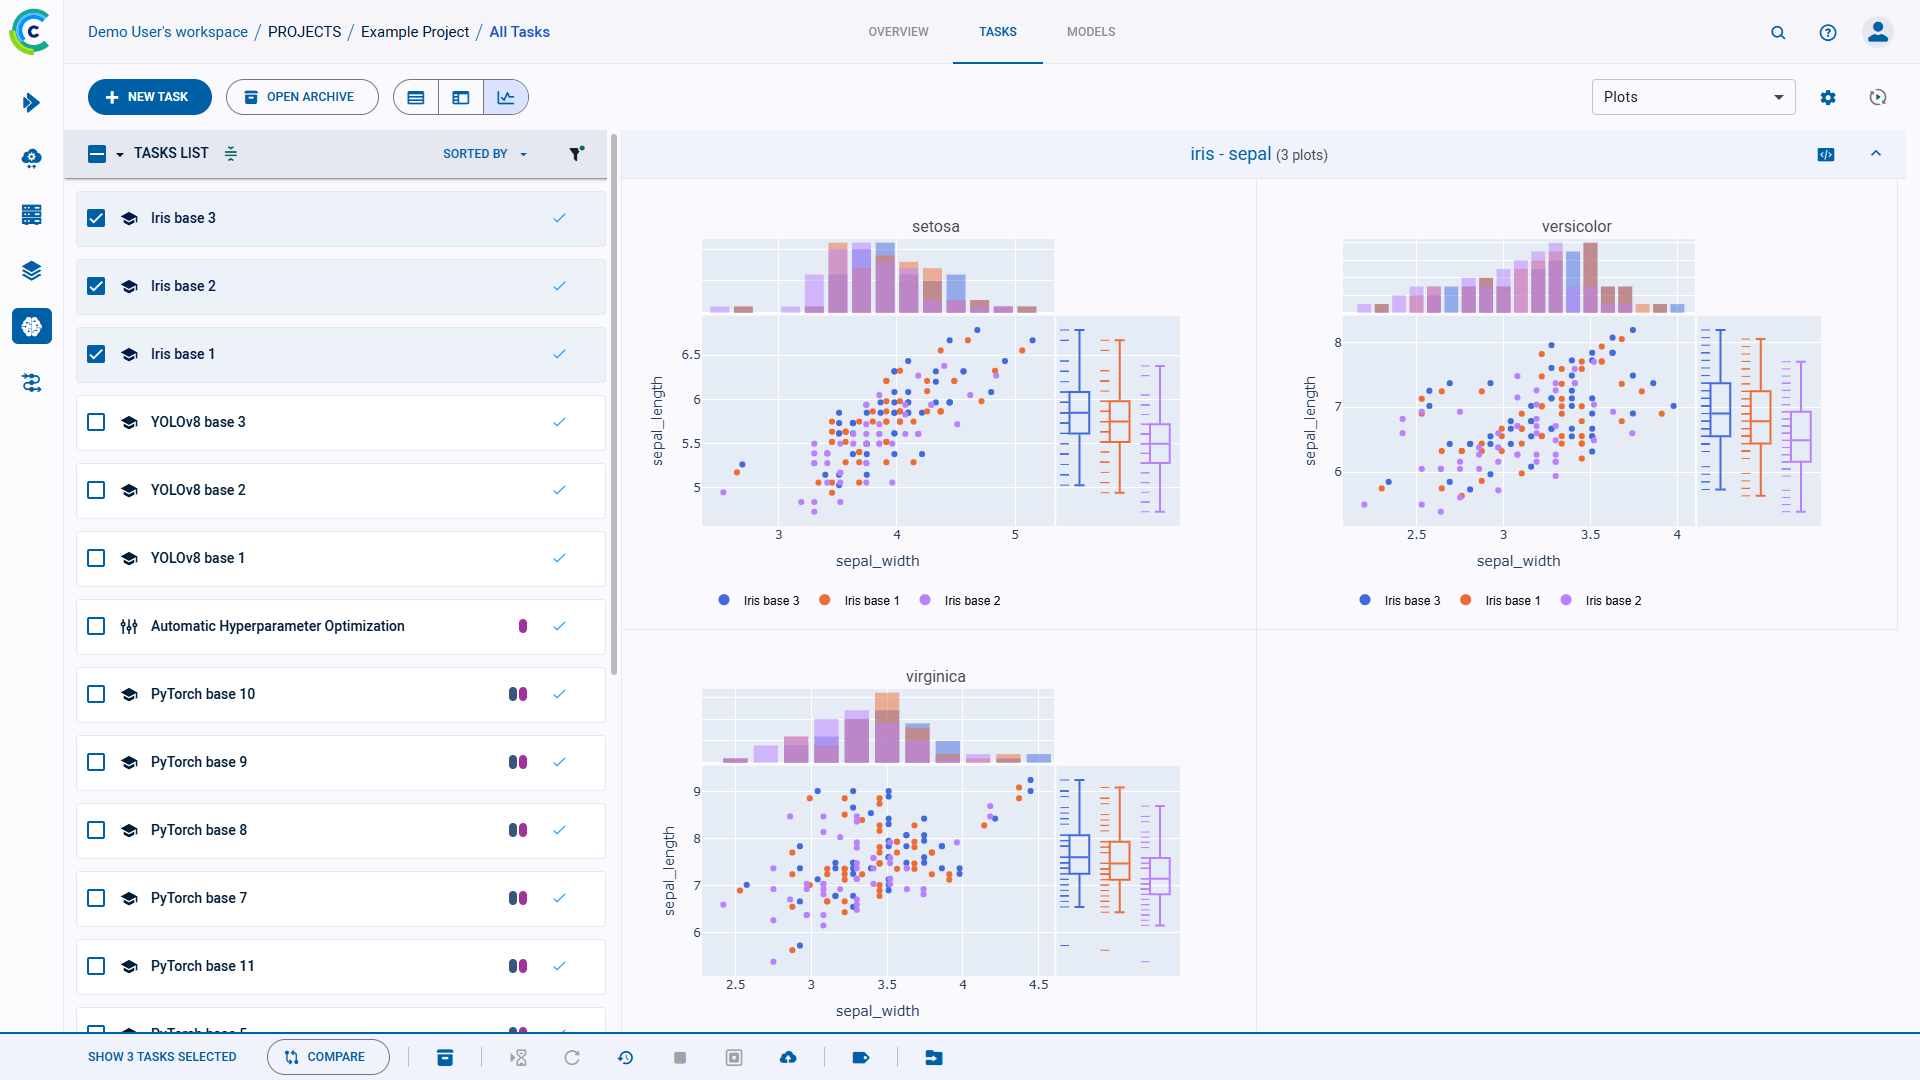 Demo User's workspace / PROJECTS / Example Project / All Tasks
OVERVIEW TASKS MODELS
NEW TASK OPEN ARCHIVE
Plots
TASKS LIST SORTED BY
iris - sepal (3 plots)
Iris base 3
Iris base 2
Iris base 1
YOLOv8 base 3
YOLOv8 base 2
YOLOv8 base 1
Automatic Hyperparameter Optimization
PyTorch base 10
PyTorch base 9
PyTorch base 8
PyTorch base 7
PyTorch base 11
PyTorch base 5
setosa
sepal_length
6.5
6
5.5
5
3 4 5
sepal_width
Iris base 3 Iris base 1 Iris base 2
versicolor
sepal_length
8
7
6
2.5 3 3.5 4
sepal_width
Iris base 3 Iris base 1 Iris base 2
virginica
sepal_length
9
8
7
6
2.5 3 3.5 4 4.5
sepal_width
SHOW 3 TASKS SELECTED COMPARE